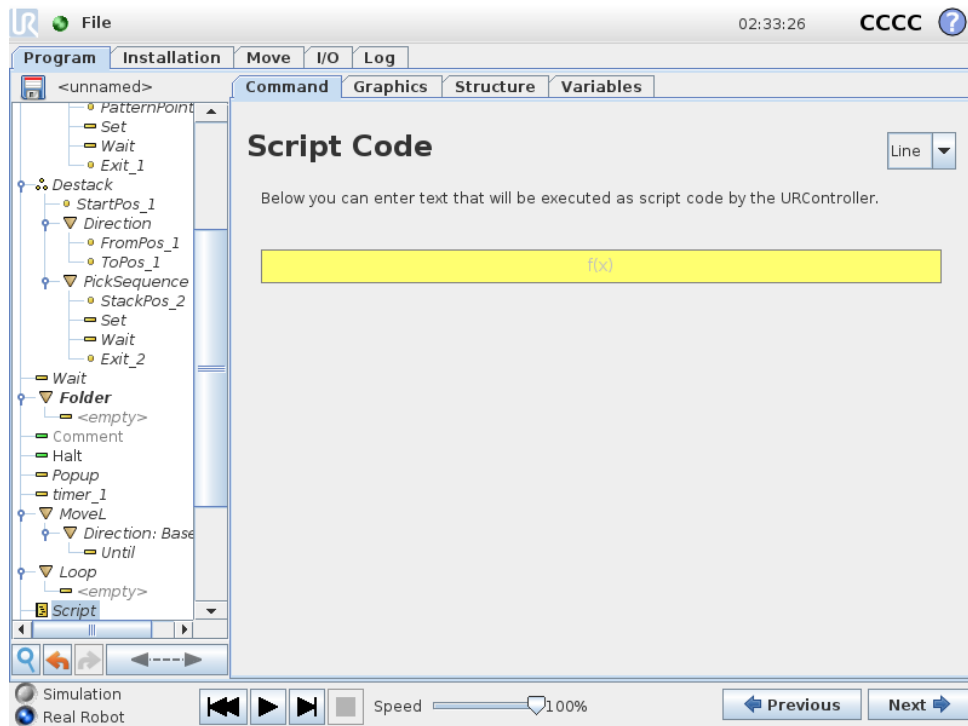 UR File 02:33:26 CCCC ?
Program Installation Move I/O Log
<unnamed>
Command Graphics Structure Variables
PatternPoint
Set
Wait
Exit_1
Destack
StartPos_1
Direction
FromPos_1
ToPos_1
PickSequence
StackPos_2
Set
Wait
Exit_2
Wait
Folder
<empty>
Comment
Halt
Popup
timer_1
MoveL
Direction: Base
Until
Loop
<empty>
Script
Script Code
Line
Below you can enter text that will be executed as script code by the URController.
f(x)
Simulation
Real Robot
Speed 100%
Previous Next